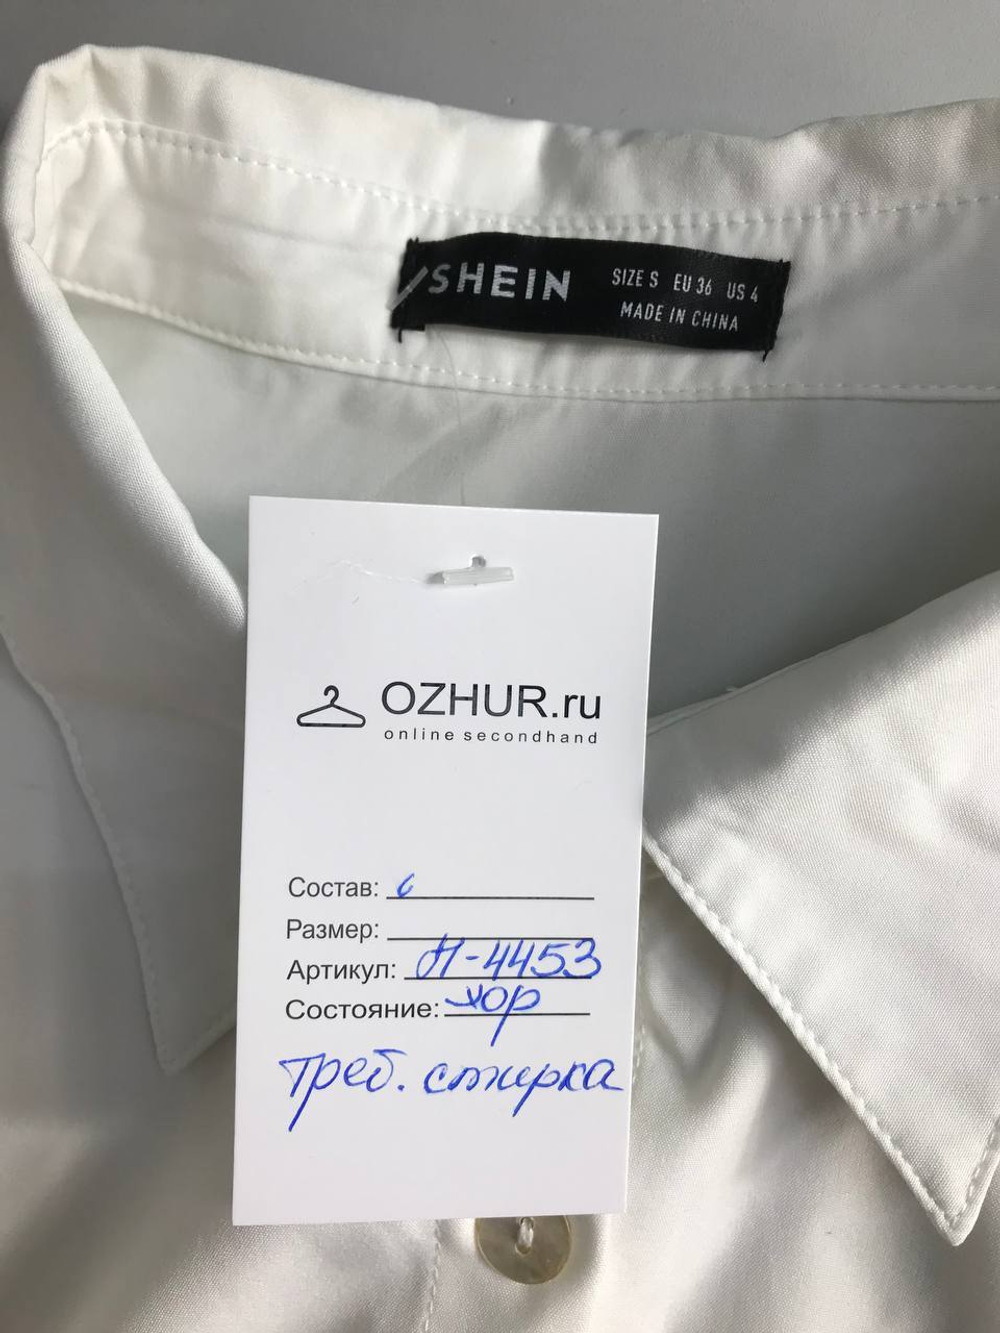 SHEIN SIZE S EU 36 US 4
MADE IN CHINA
OZHUR.ru
online secondhand
Состав:
Размер:
Артикул: Н-4453
Состояние: хор
треб. стирка